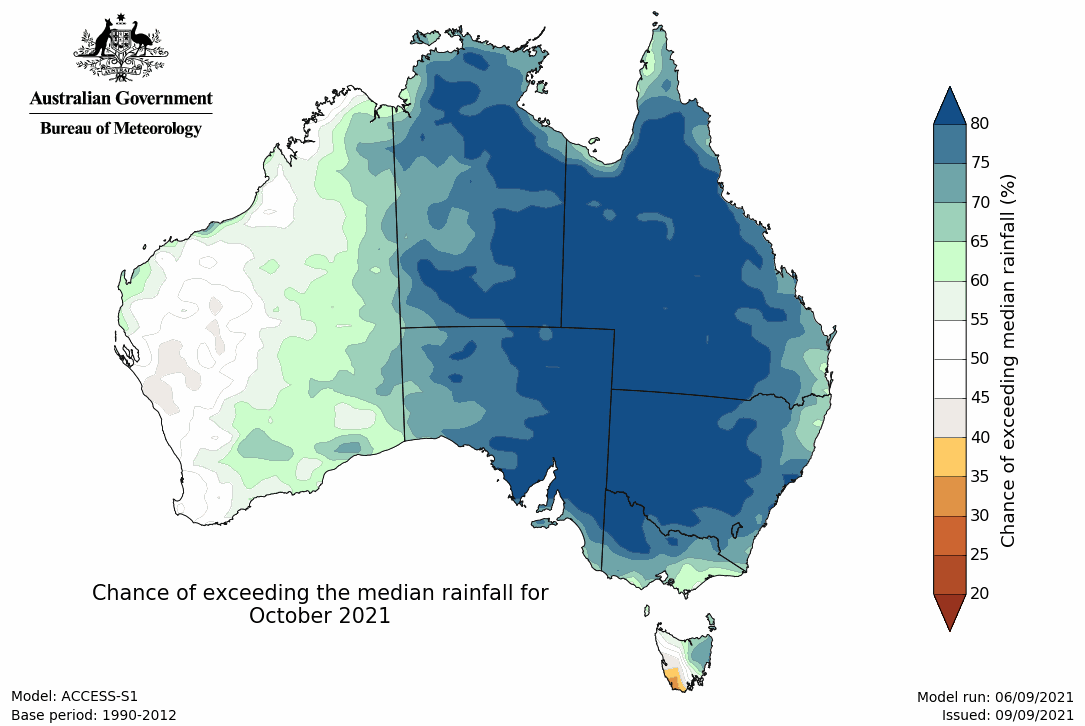 Australian Government
Bureau of Meteorology
80
75
70
65
60
55
50
45
40
35
30
25
20
Chance of exceeding median rainfall (%)
Chance of exceeding the median rainfall for
October 2021
Model: ACCESS-S1
Base period: 1990-2012
Model run: 06/09/2021
Issued: 09/09/2021